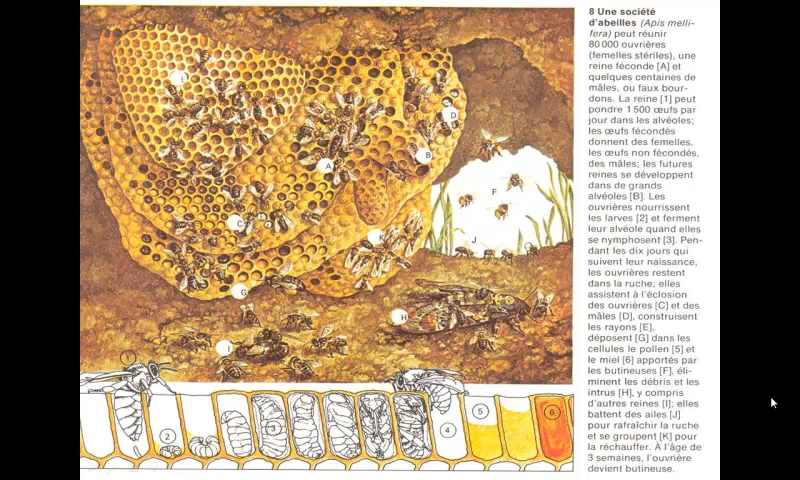 8 Une société
d'abeilles (Apis melli-
fera) peut réunir
80 000 ouvrières
(femelles stériles), une
reine féconde [A] et
quelques centaines de
mâles, ou faux bour-
dons. La reine [1] peut
pondre 1 500 œufs par
jour dans les alvéoles;
les œufs fécondés
donnent des femelles,
les œufs non fécondés,
des mâles; les futures
reines se développent
dans de grands
alvéoles [B]. Les
ouvrières nourrissent
les larves [2] et ferment
leur alvéole quand elles
se nymphosent [3]. Pen-
dant les dix jours qui
suivent leur naissance,
les ouvrières restent
dans la ruche; elles
assistent à l'éclosion
des ouvrières [C] et des
mâles [D], construisent
les rayons [E],
déposent [G] dans les
cellules le pollen [5] et
le miel [6] apportés par
les butineuses [F], éli-
minent les débris et les
intrus [H], y compris
d'autres reines [I]; elles
battent des ailes [J]
pour rafraîchir la ruche
et se groupent [K] pour
la réchauffer. À l'âge de
3 semaines, l'ouvrière
devient butineuse.
D
B
A
F
C
J
G
H
I
1
2
3
4
5
6